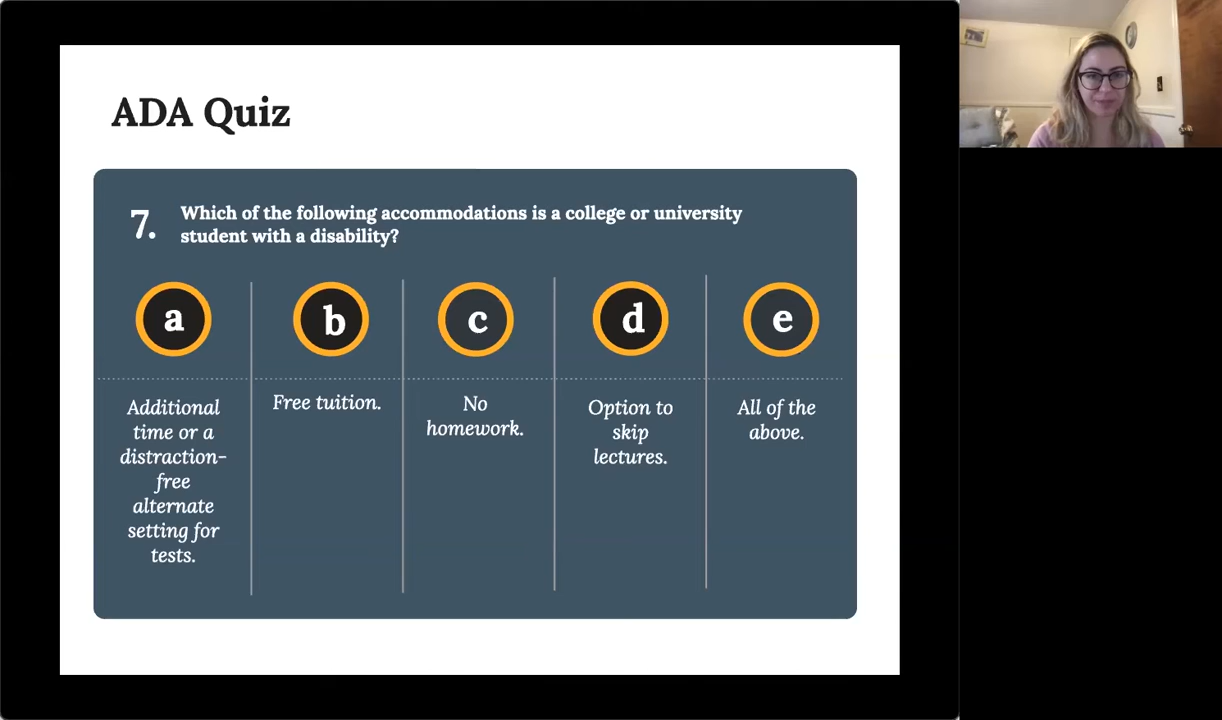 ADA Quiz
7.
Which of the following accommodations is a college or university
student with a disability?
a
b
c
d
e
Additional
time or a
distraction-
free
alternate
setting for
tests.
Free tuition.
No
homework.
Option to
skip
lectures.
All of the
above.